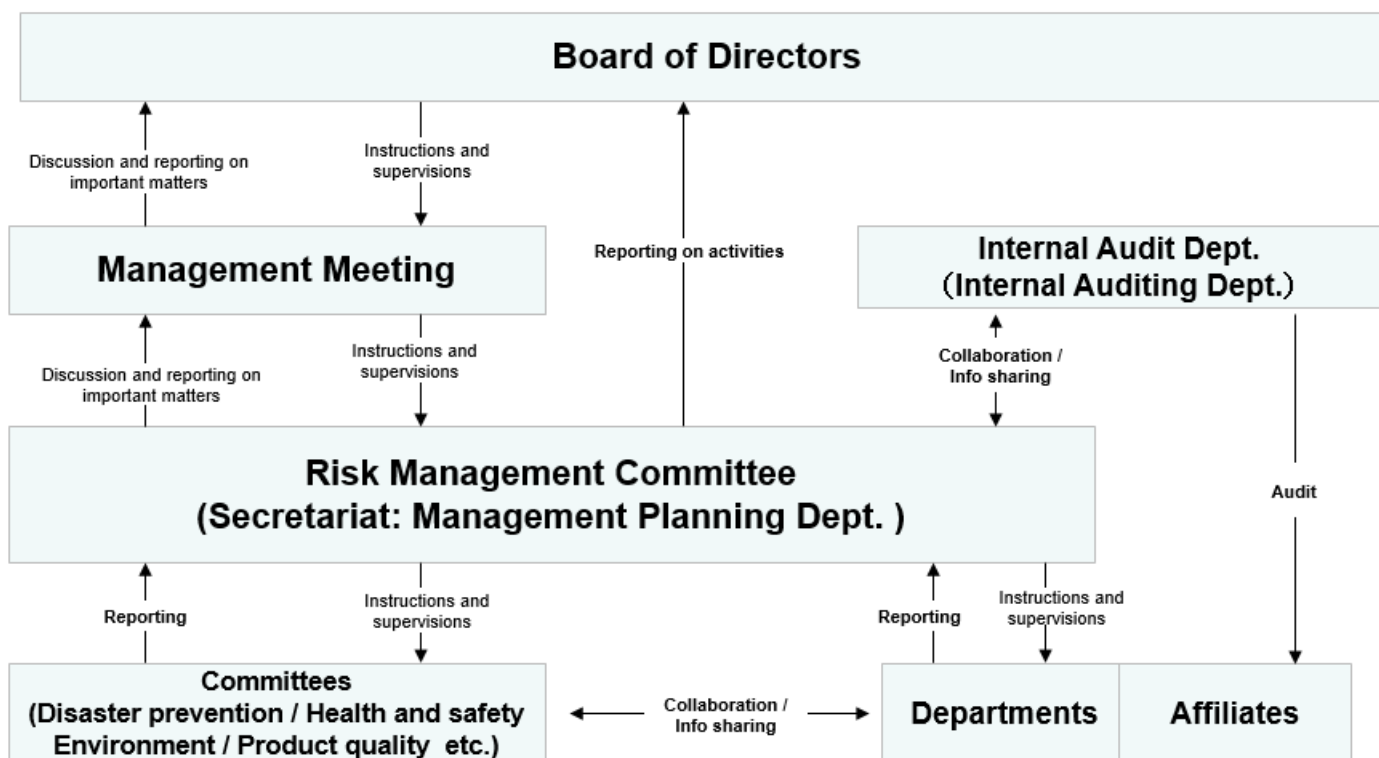 Board of Directors
Discussion and reporting on
important matters
Instructions and
supervisions
Reporting on activities
Management Meeting
Internal Audit Dept.
（Internal Auditing Dept.）
Discussion and reporting on
important matters
Instructions and
supervisions
Collaboration /
Info sharing
Risk Management Committee
(Secretariat: Management Planning Dept. )
Audit
Reporting
Instructions and
supervisions
Reporting
Instructions and
supervisions
Committees
(Disaster prevention / Health and safety
Environment / Product quality  etc.)
Collaboration /
Info sharing
Departments
Affiliates